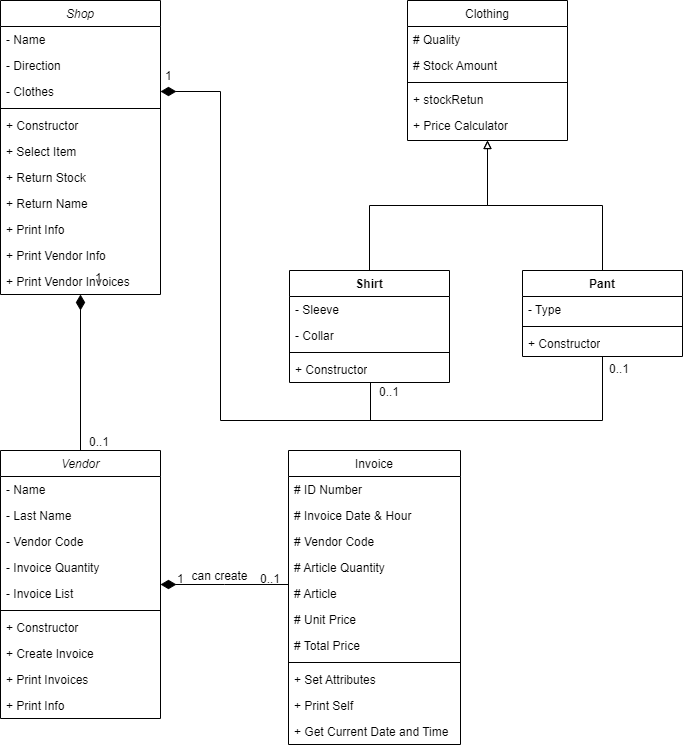 Shop
- Name
- Direction
- Clothes
+ Constructor
+ Select Item
+ Return Stock
+ Return Name
+ Print Info
+ Print Vendor Info
+ Print Vendor Invoices
1
1
Clothing
# Quality
# Stock Amount
+ stockRetun
+ Price Calculator
Shirt
- Sleeve
- Collar
+ Constructor
0..1
Pant
- Type
+ Constructor
0..1
0..1
Vendor
- Name
- Last Name
- Vendor Code
- Invoice Quantity
- Invoice List
+ Constructor
+ Create Invoice
+ Print Invoices
+ Print Info
1 can create 0..1
Invoice
# ID Number
# Invoice Date & Hour
# Vendor Code
# Article Quantity
# Article
# Unit Price
# Total Price
+ Set Attributes
+ Print Self
+ Get Current Date and Time